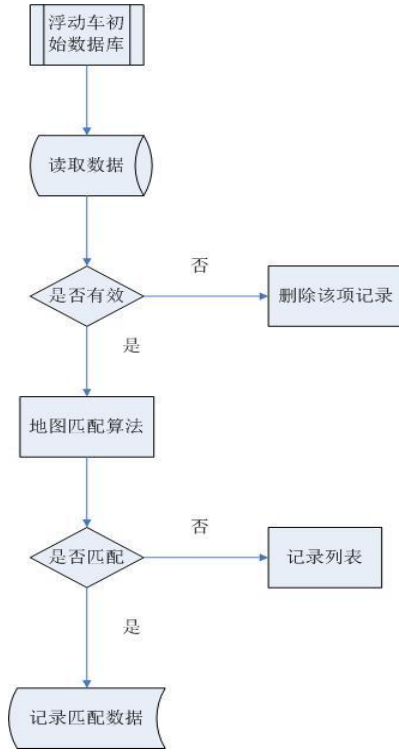 浮动车初
始数据库
读取数据
否
是否有效
删除该项记录
是
地图匹配算法
否
是否匹配
记录列表
是
记录匹配数据